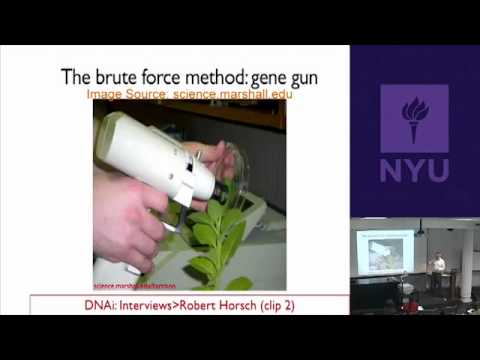 The brute force method: gene gun
Image Source: science.marshall.edu
science.marshall.edu/harrison
DNAi: Interviews>Robert Horsch (clip 2)
NYU